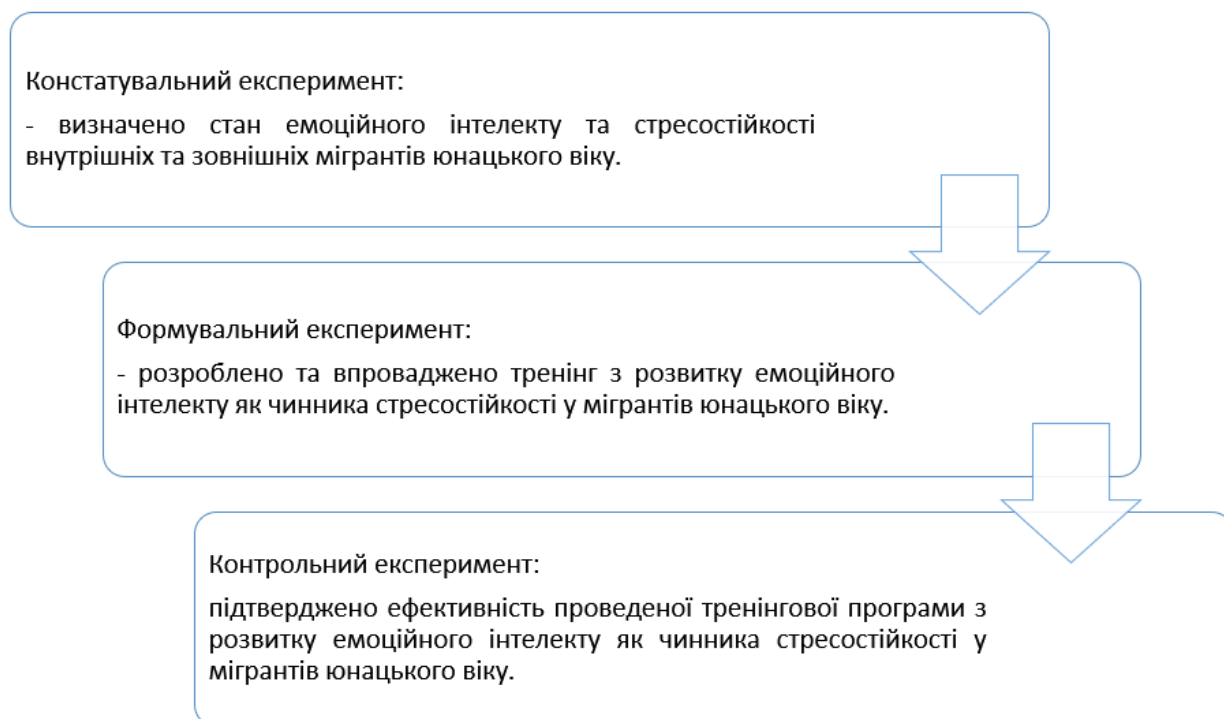 Констатувальний експеримент:
- визначено стан емоційного інтелекту та стресостійкості
внутрішніх та зовнішніх мігрантів юнацького віку.
Формувальний експеримент:
- розроблено та впроваджено тренінг з розвитку емоційного
інтелекту як чинника стресостійкості у мігрантів юнацького віку.
Контрольний експеримент:
підтверджено ефективність проведеної тренінгової програми з
розвитку емоційного інтелекту як чинника стресостійкості у
мігрантів юнацького віку.